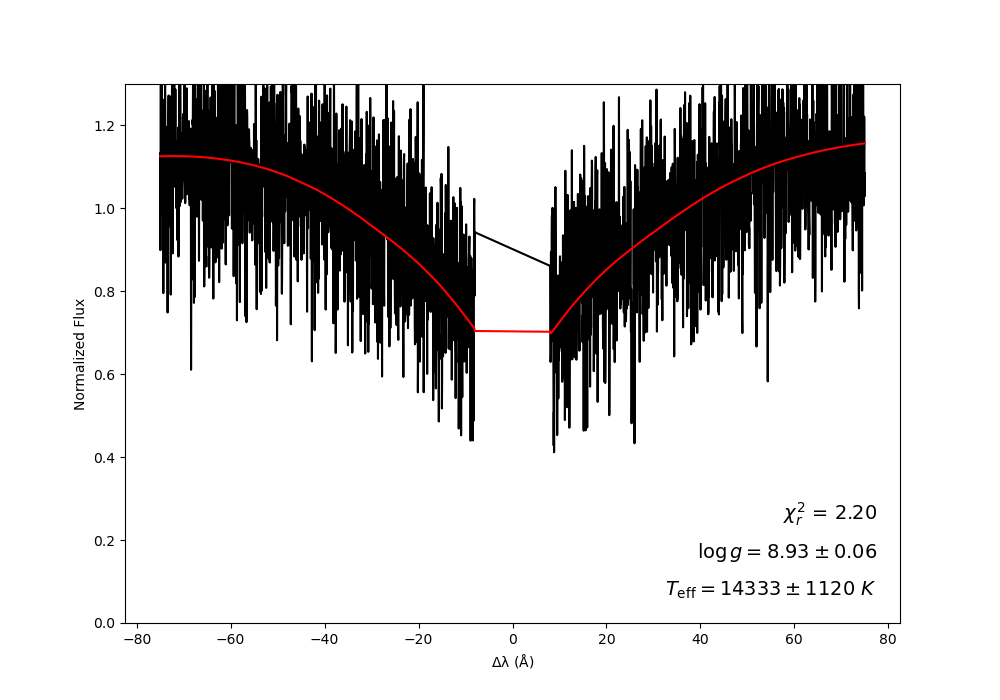 1.2
1.0
0.8
0.6
0.4
0.2
0.0
Normalized Flux
χ²ᵣ = 2.20
log g = 8.93 ± 0.06
T_eff = 14333 ± 1120 K
−80 −60 −40 −20 0 20 40 60 80
Δλ (Å)